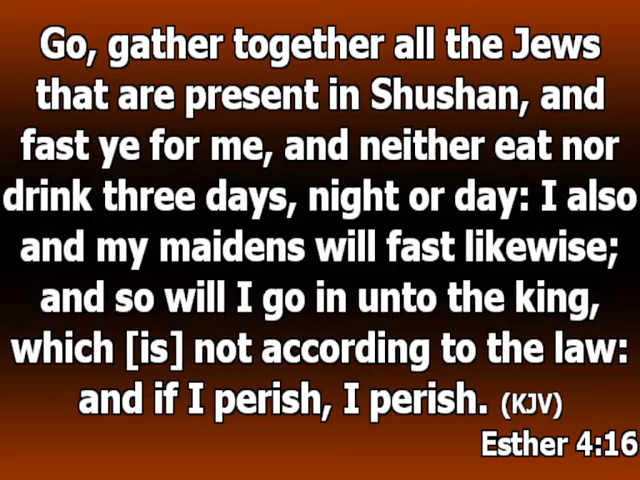 Go, gather together all the Jews
that are present in Shushan, and
fast ye for me, and neither eat nor
drink three days, night or day: I also
and my maidens will fast likewise;
and so will I go in unto the king,
which [is] not according to the law:
and if I perish, I perish. (KJV)
Esther 4:16